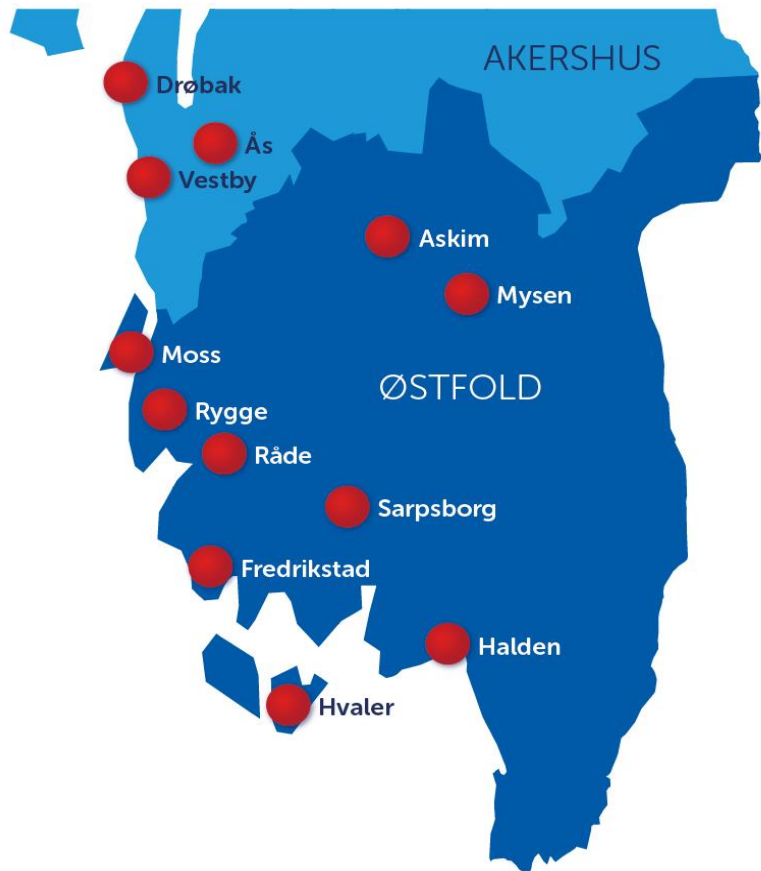 AKERSHUS
Drøbak
Ås
Vestby
Askim
Mysen
Moss
ØSTFOLD
Rygge
Råde
Sarpsborg
Fredrikstad
Halden
Hvaler